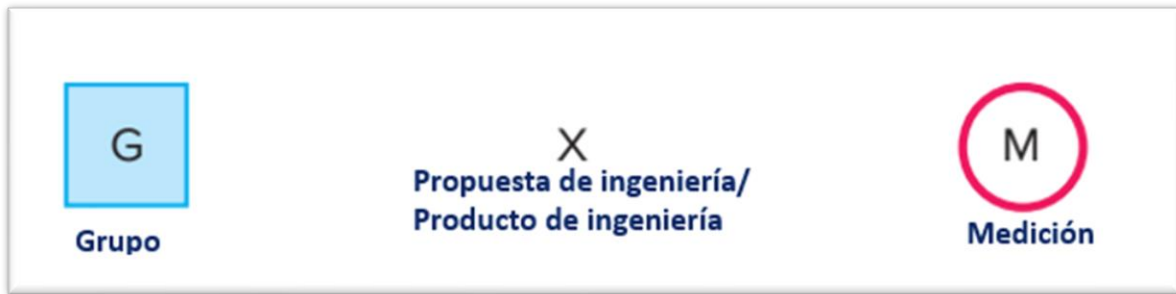 G
X
M
Propuesta de ingeniería/
Producto de ingeniería
Grupo
Medición